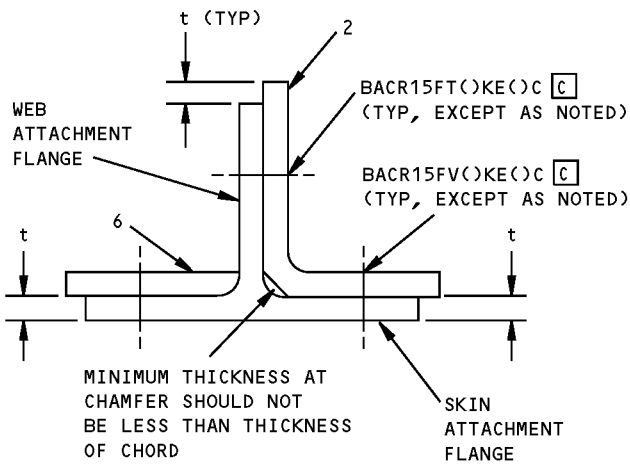 t (TYP)
2
BACR15FT()KE()C C
(TYP, EXCEPT AS NOTED)
WEB
ATTACHMENT
FLANGE
BACR15FV()KE()C C
(TYP, EXCEPT AS NOTED)
t
6
t
MINIMUM THICKNESS AT
CHAMFER SHOULD NOT
BE LESS THAN THICKNESS
OF CHORD
SKIN
ATTACHMENT
FLANGE